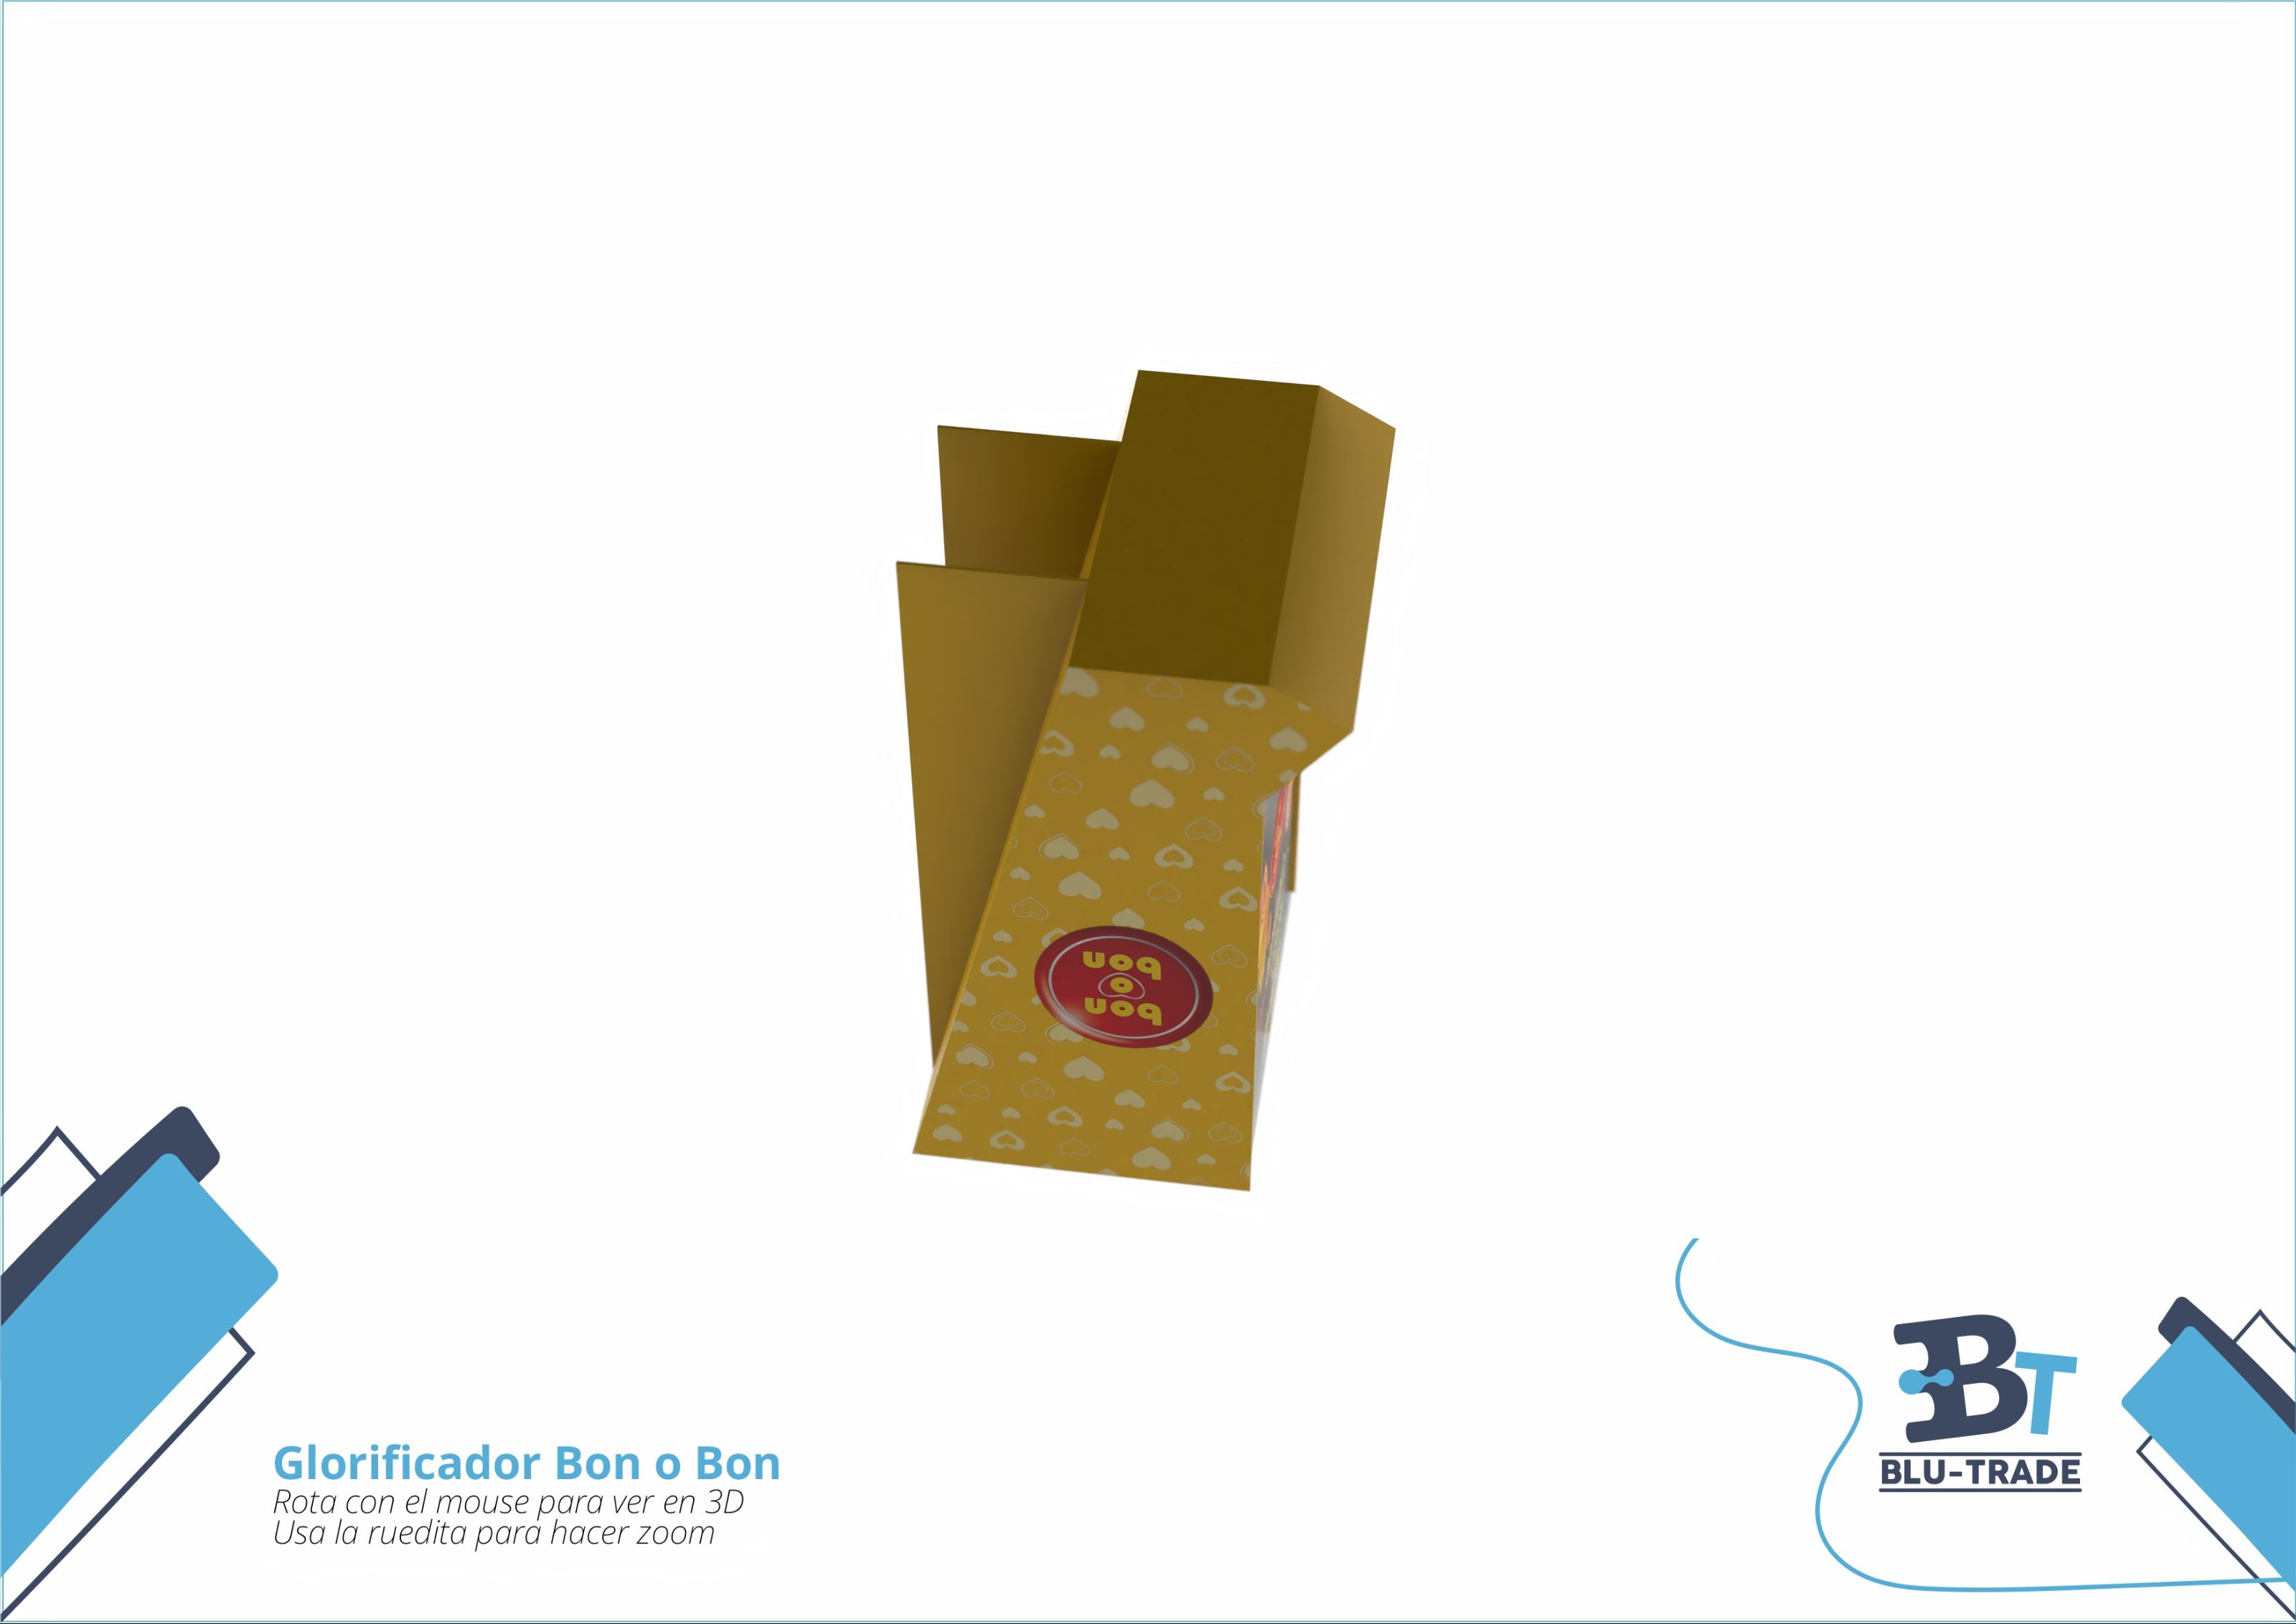 bon
o
bon
Glorificador Bon o Bon
Rota con el mouse para ver en 3D
Usa la ruedita para hacer zoom
BT
BLU-TRADE